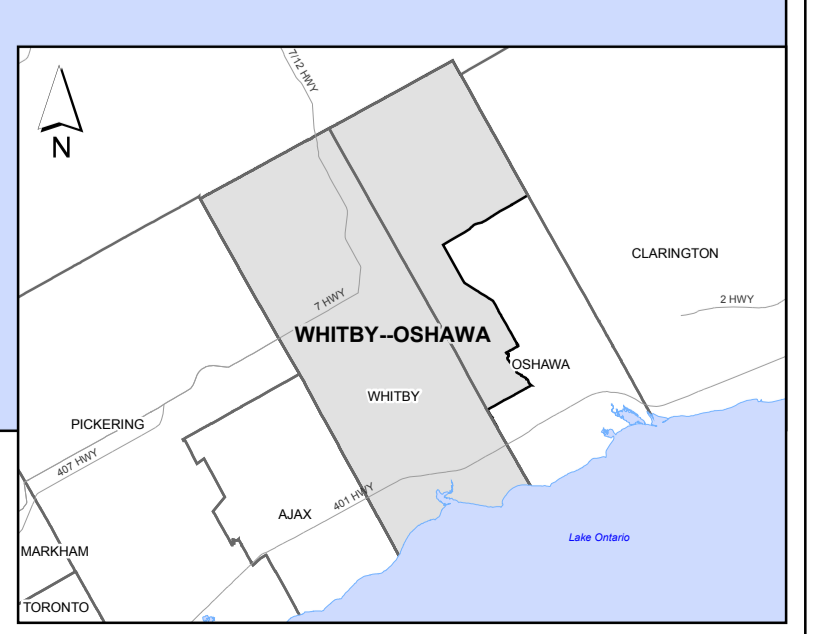 7/12 HWY
N
CLARINGTON
7 HWY
2 HWY
WHITBY--OSHAWA
OSHAWA
WHITBY
PICKERING
407 HWY
401 HWY
AJAX
Lake Ontario
MARKHAM
TORONTO